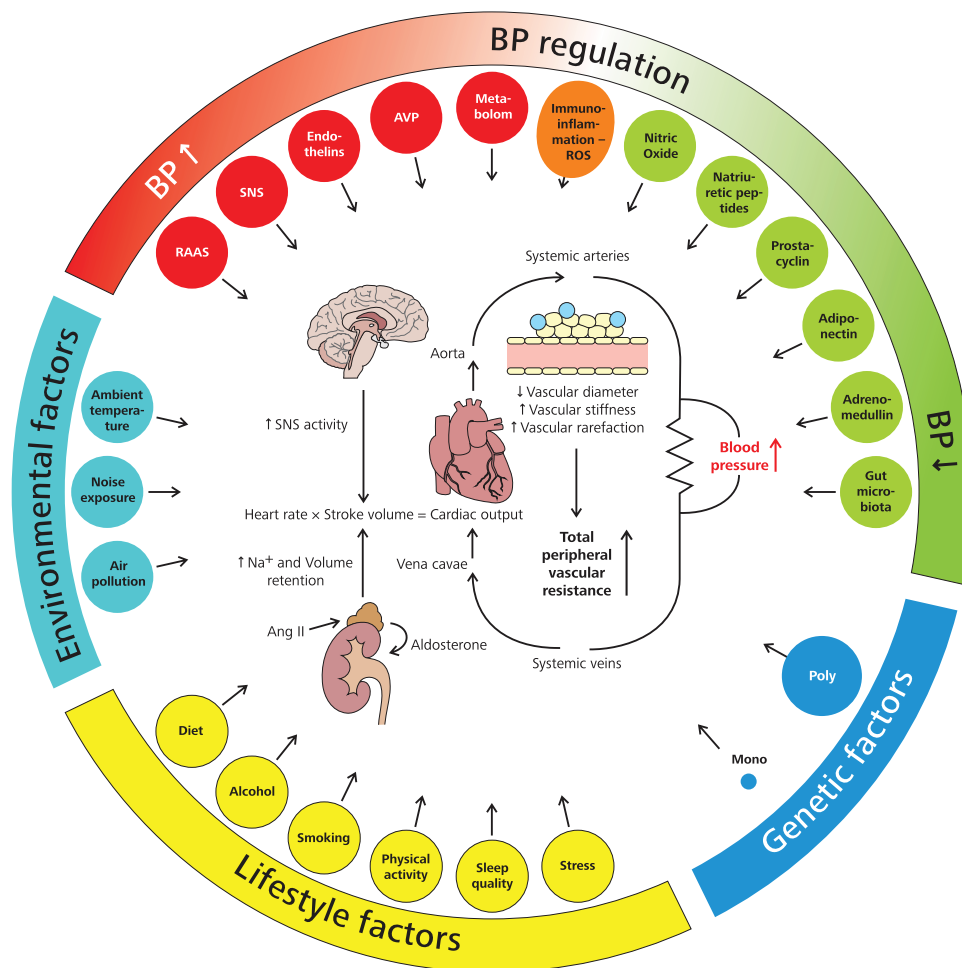 BP regulation
BP ↑
BP ↓
RAAS
SNS
Endo-
thelins
AVP
Meta-
bolom
Immuno-
inflam-
mation –
ROS
Nitric
Oxide
Natriu-
retic pep-
tides
Prosta-
cyclin
Adipo-
nectin
Adreno-
medullin
Gut
micro-
biota
Environmental factors
Ambient
tempera-
ture
Noise
exposure
Air
pollution
Systemic arteries
Aorta
↓ Vascular diameter
↑ Vascular stiffness
↑ Vascular rarefaction
↑ SNS activity
Blood
pressure ↑
Heart rate × Stroke volume = Cardiac output
↑ Na⁺ and Volume
retention
Vena cavae
Total
peripheral
vascular
resistance ↑
Ang II
Aldosterone
Systemic veins
Genetic factors
Poly
Mono
Lifestyle factors
Diet
Alcohol
Smoking
Physical
activity
Sleep
quality
Stress